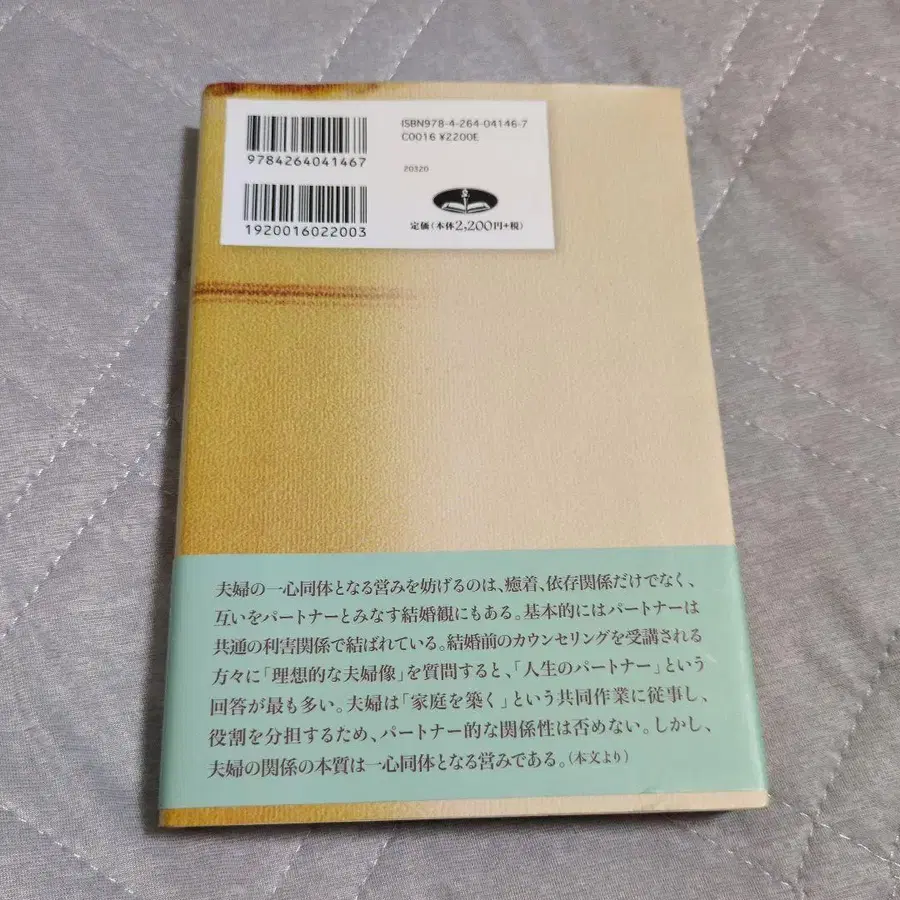 ISBN978-4-264-04146-7
C0016 ¥2200E
9784264041467
20320
1920016022003
定価(本体2,200円+税)
夫婦の一心同体となる営みを妨げるのは、癒着、依存関係だけでなく、
互いをパートナーとみなす結婚観にもある。基本的にはパートナーは
共通の利害関係で結ばれている。結婚前のカウンセリングを受講される
方々に「理想的な夫婦像」を質問すると、「人生のパートナー」という
回答が最も多い。夫婦は「家庭を築く」という共同作業に従事し、
役割を分担するため、パートナー的な関係性は否めない。しかし、
夫婦の関係の本質は一心同体となる営みである。(本文より)